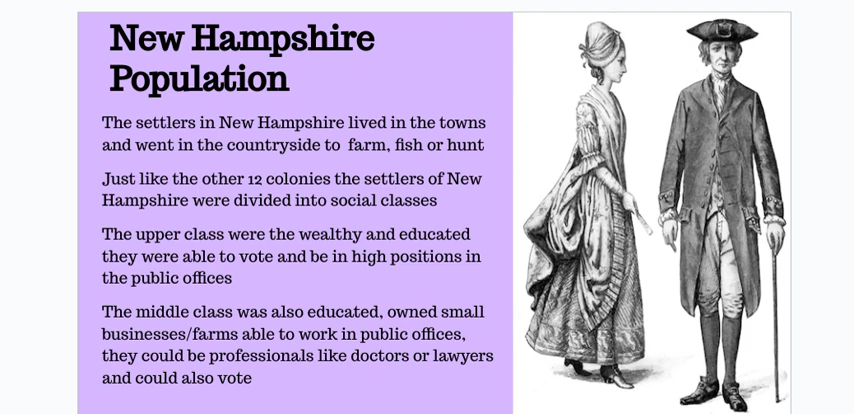 New Hampshire
Population
The settlers in New Hampshire lived in the towns
and went in the countryside to  farm, fish or hunt
Just like the other 12 colonies the settlers of New
Hampshire were divided into social classes
The upper class were the wealthy and educated
they were able to vote and be in high positions in
the public offices
The middle class was also educated, owned small
businesses/farms able to work in public offices,
they could be professionals like doctors or lawyers
and could also vote